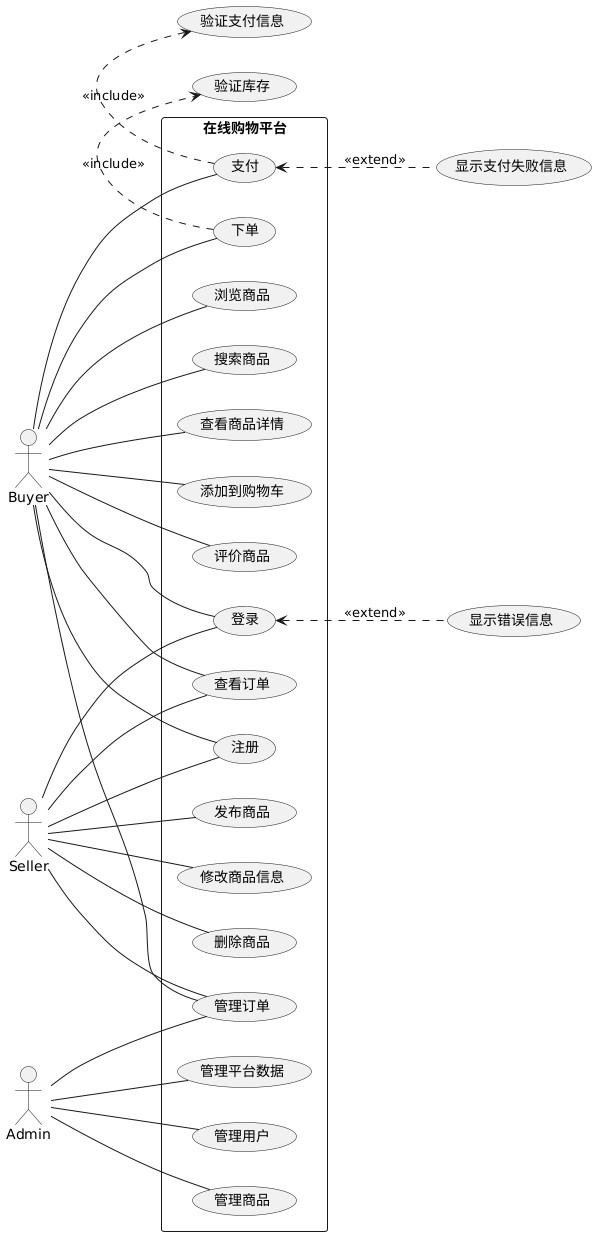 验证支付信息
«include»
验证库存
在线购物平台
«include»
支付
«extend»
显示支付失败信息
下单
浏览商品
搜索商品
查看商品详情
Buyer
添加到购物车
评价商品
登录
«extend»
显示错误信息
查看订单
注册
发布商品
Seller
修改商品信息
删除商品
管理订单
管理平台数据
Admin
管理用户
管理商品